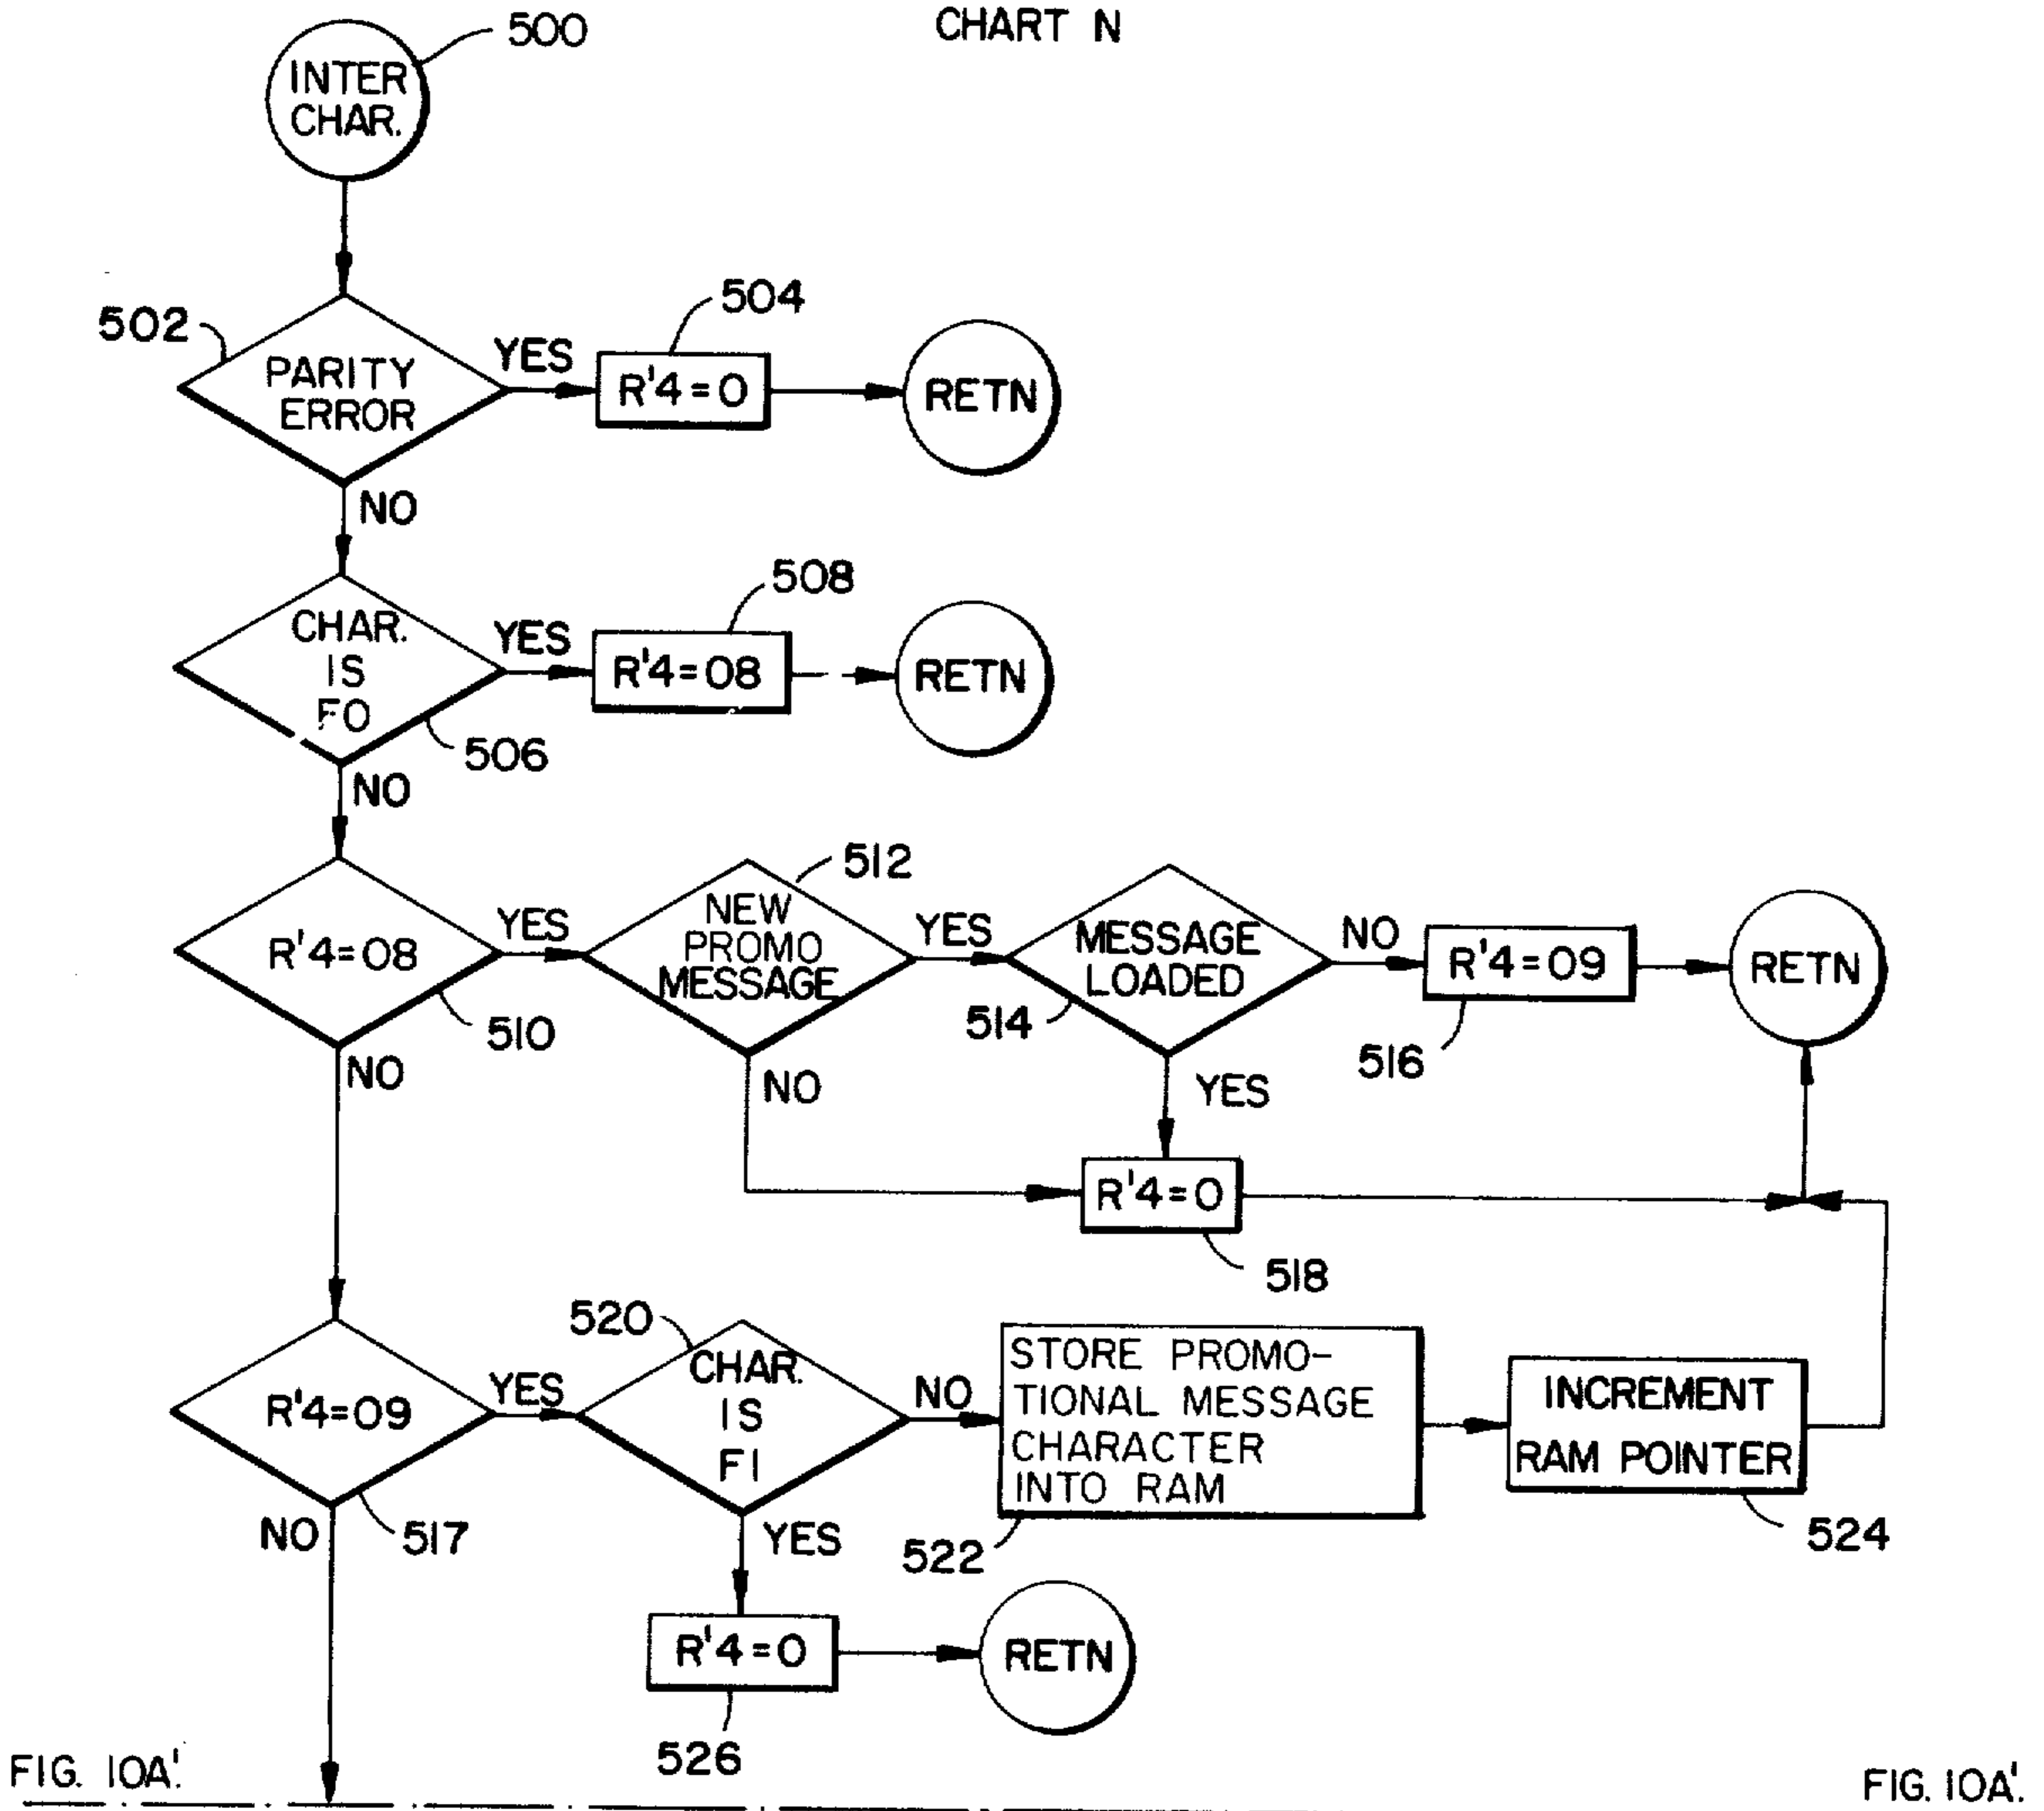 CHART N
500
INTER
CHAR.
502
PARITY
ERROR
YES
504
R'4=0
RETN
NO
CHAR.
IS
F0
506
YES
508
R'4=08
RETN
NO
R'4=08
510
YES
512
NEW
PROMO
MESSAGE
YES
MESSAGE
LOADED
514
NO
R'4=09
516
RETN
NO
NO
YES
R'4=0
518
R'4=09
517
YES
520
CHAR.
IS
F1
NO
STORE PROMO-
TIONAL MESSAGE
CHARACTER
INTO RAM
522
INCREMENT
RAM POINTER
524
NO
YES
R'4=0
526
RETN
FIG. 10A'.
FIG. 10A'.